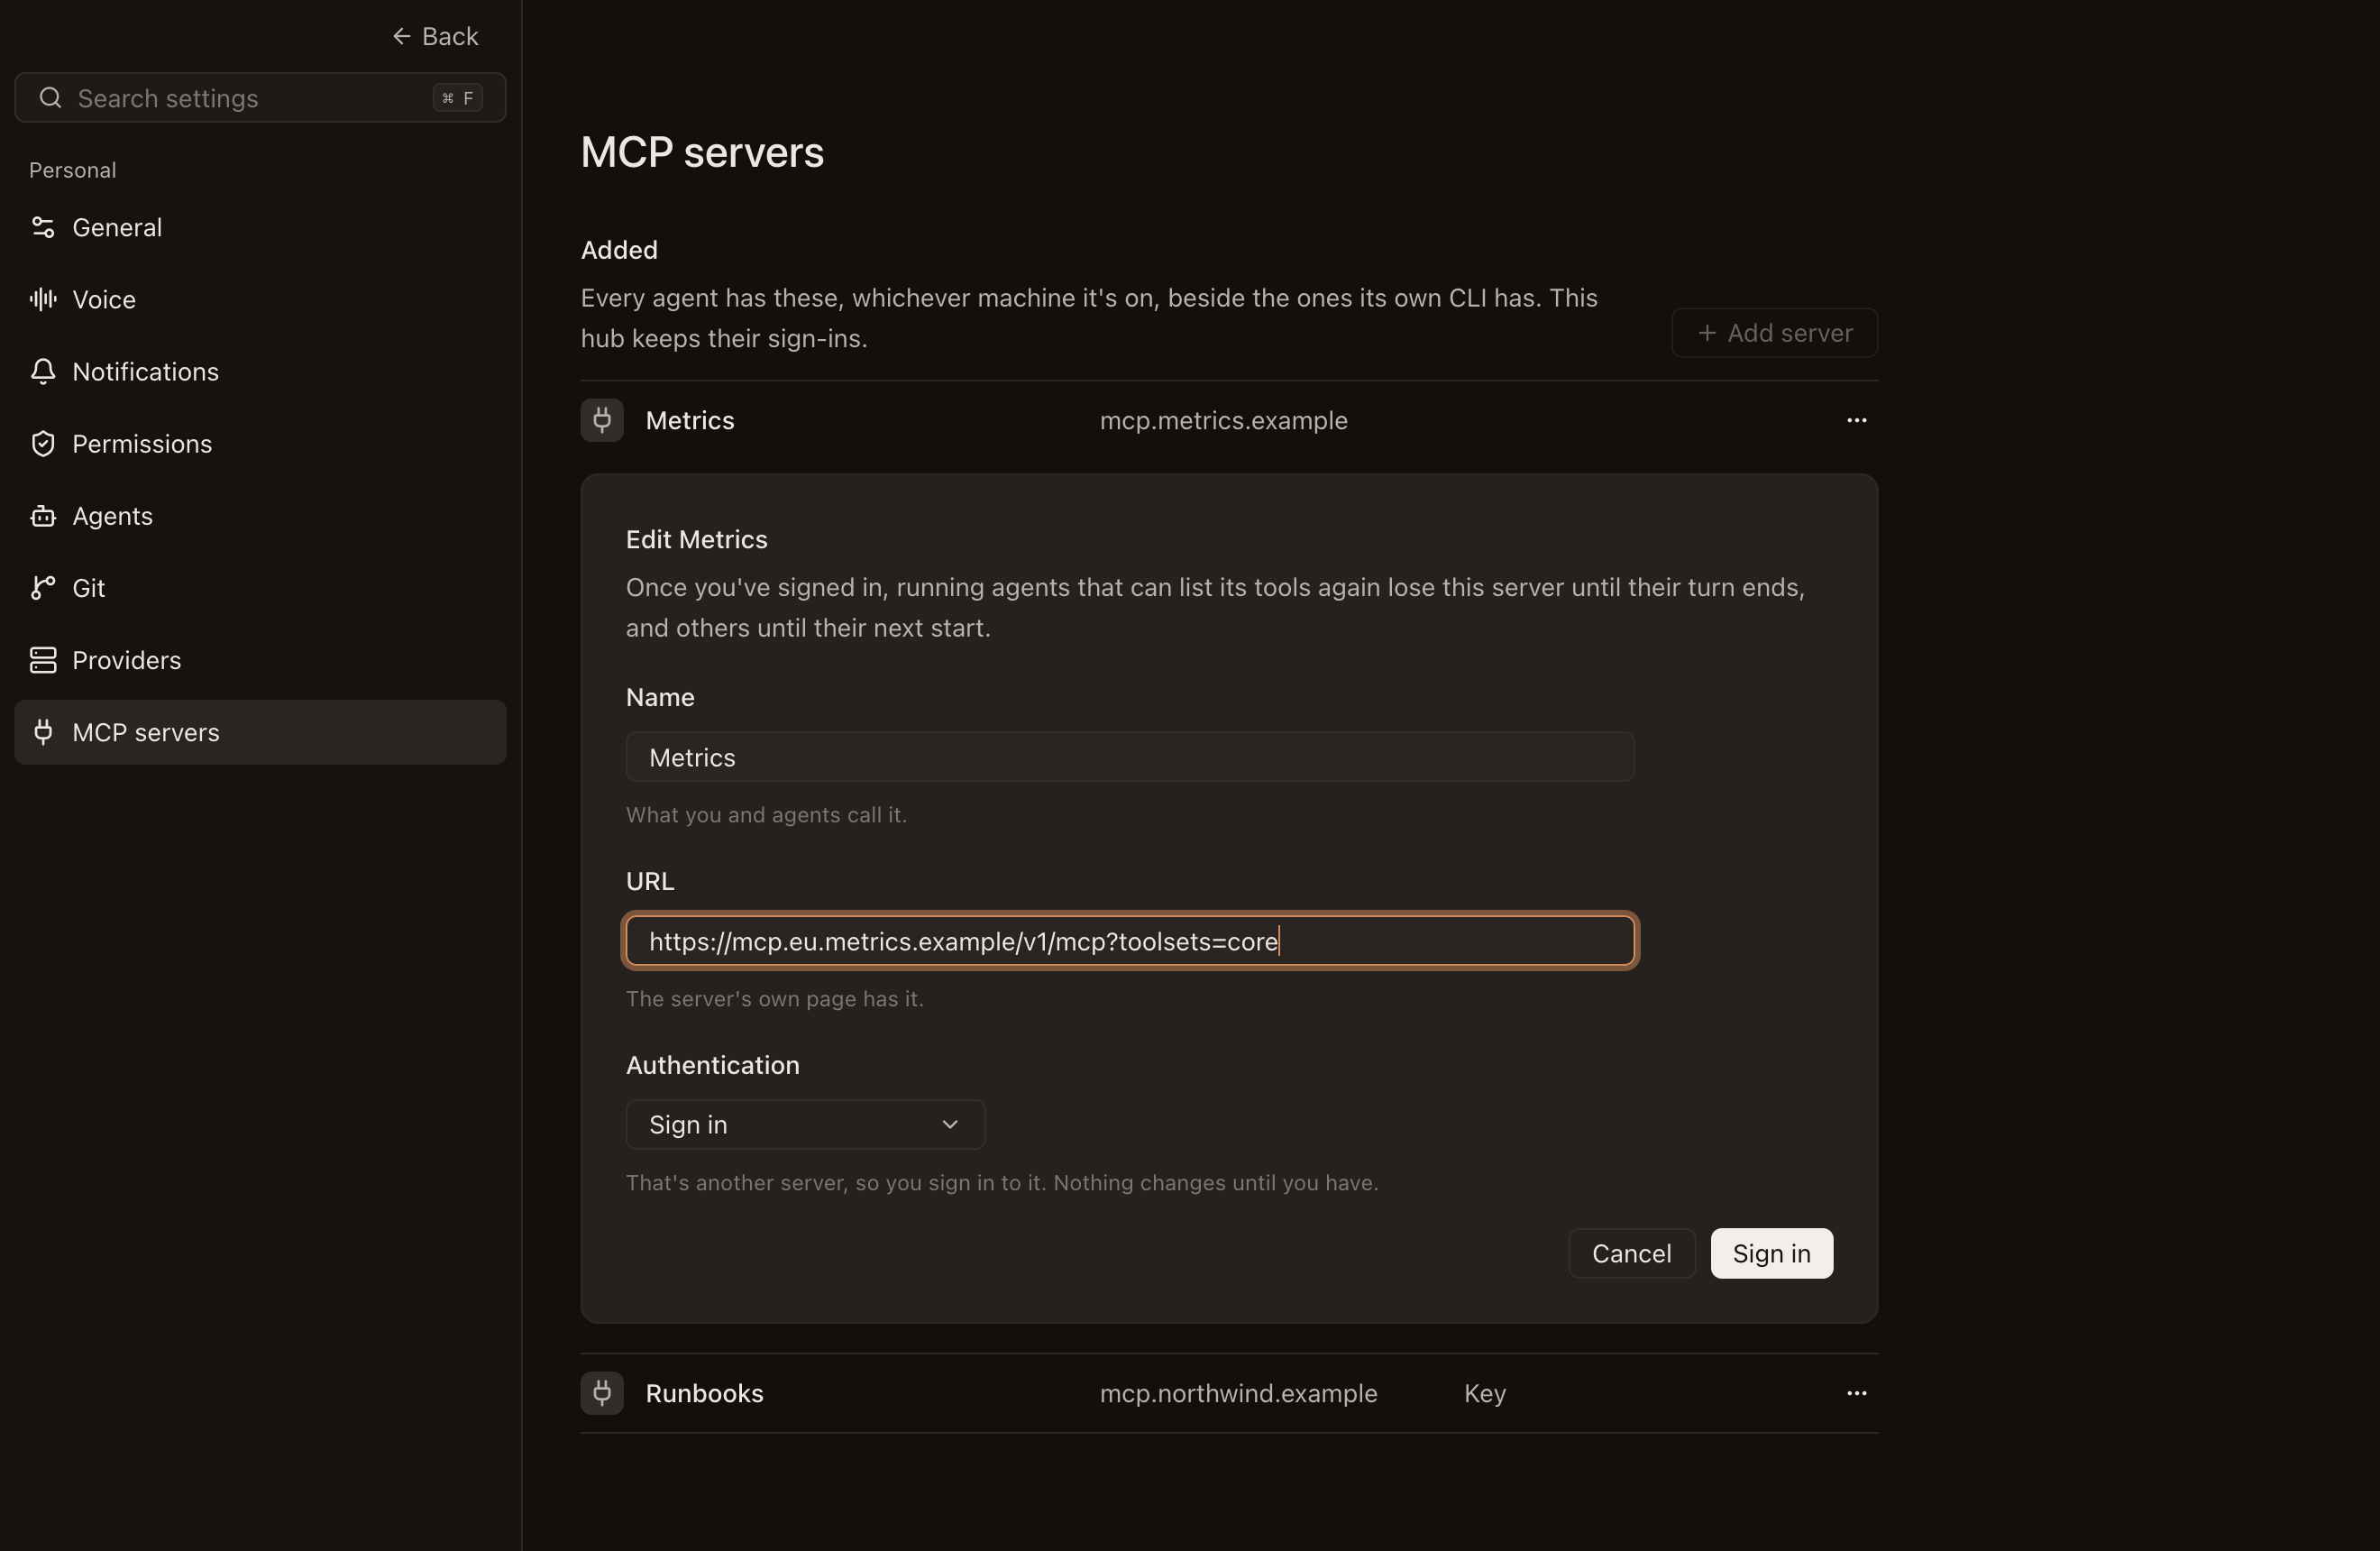 Back
Search settings
⌘ F
Personal
General
Voice
Notifications
Permissions
Agents
Git
Providers
MCP servers
MCP servers
Added
Every agent has these, whichever machine it's on, beside the ones its own CLI has. This
hub keeps their sign-ins.
Add server
Metrics
mcp.metrics.example
Edit Metrics
Once you've signed in, running agents that can list its tools again lose this server until their turn ends,
and others until their next start.
Name
Metrics
What you and agents call it.
URL
https://mcp.eu.metrics.example/v1/mcp?toolsets=core
The server's own page has it.
Authentication
Sign in
That's another server, so you sign in to it. Nothing changes until you have.
Cancel
Sign in
Runbooks
mcp.northwind.example
Key